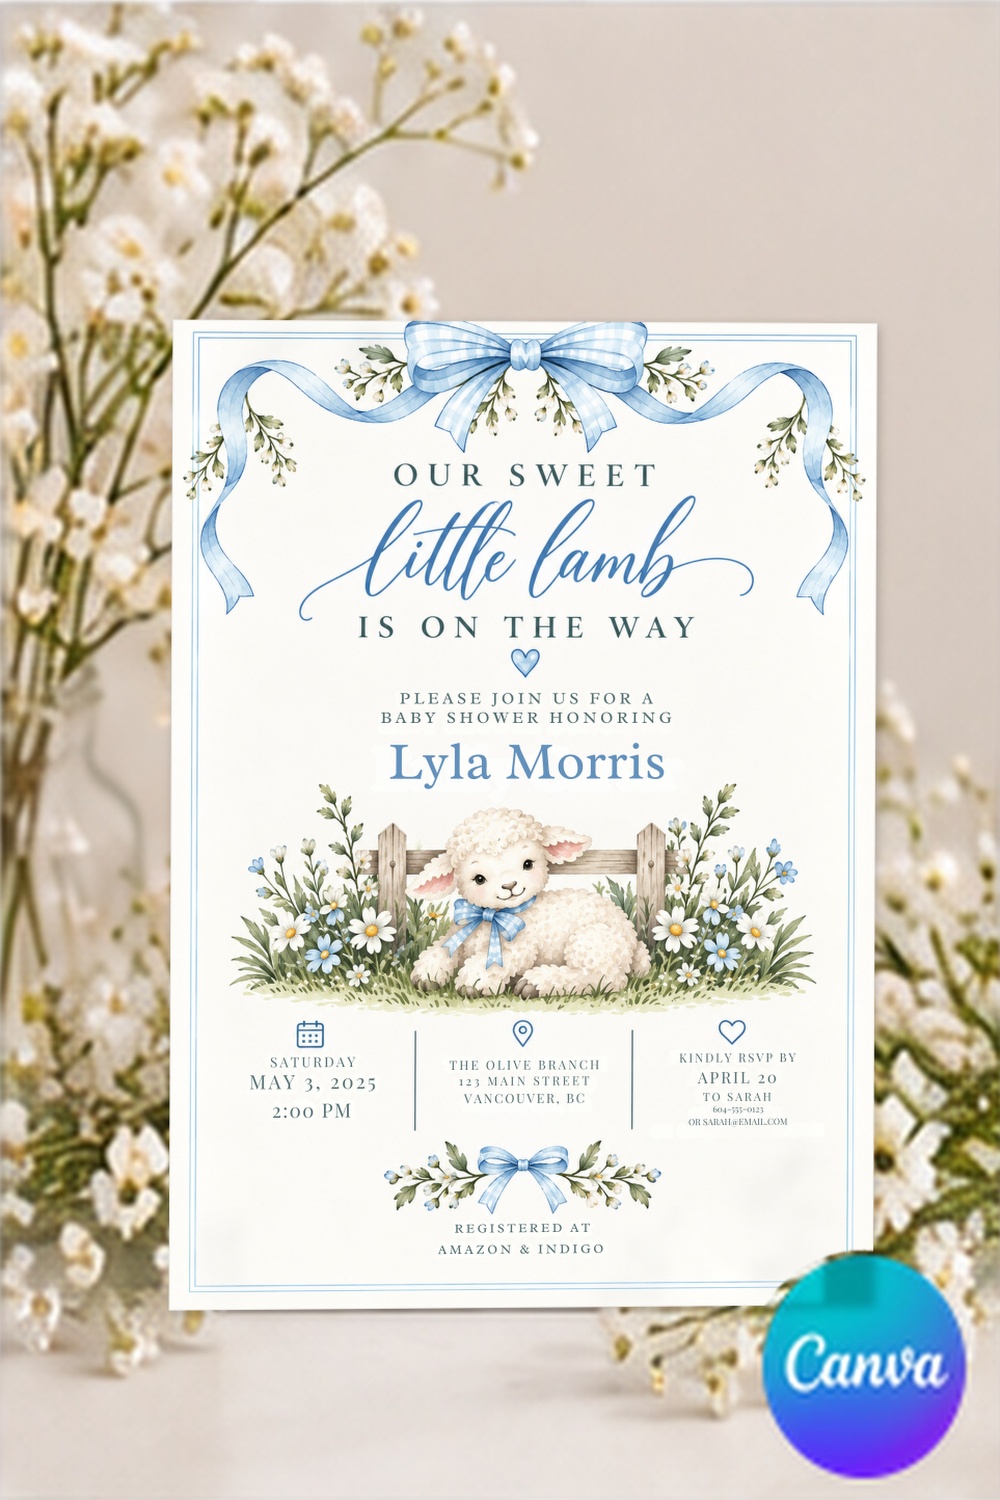 OUR SWEET
little lamb
IS ON THE WAY
PLEASE JOIN US FOR A
BABY SHOWER HONORING
Lyla Morris
SATURDAY
MAY 3, 2025
2:00 PM
THE OLIVE BRANCH
123 MAIN STREET
VANCOUVER, BC
KINDLY RSVP BY
APRIL 20
TO SARAH
604-555-0123
OR SARAH@EMAIL.COM
REGISTERED AT
AMAZON & INDIGO
Canva